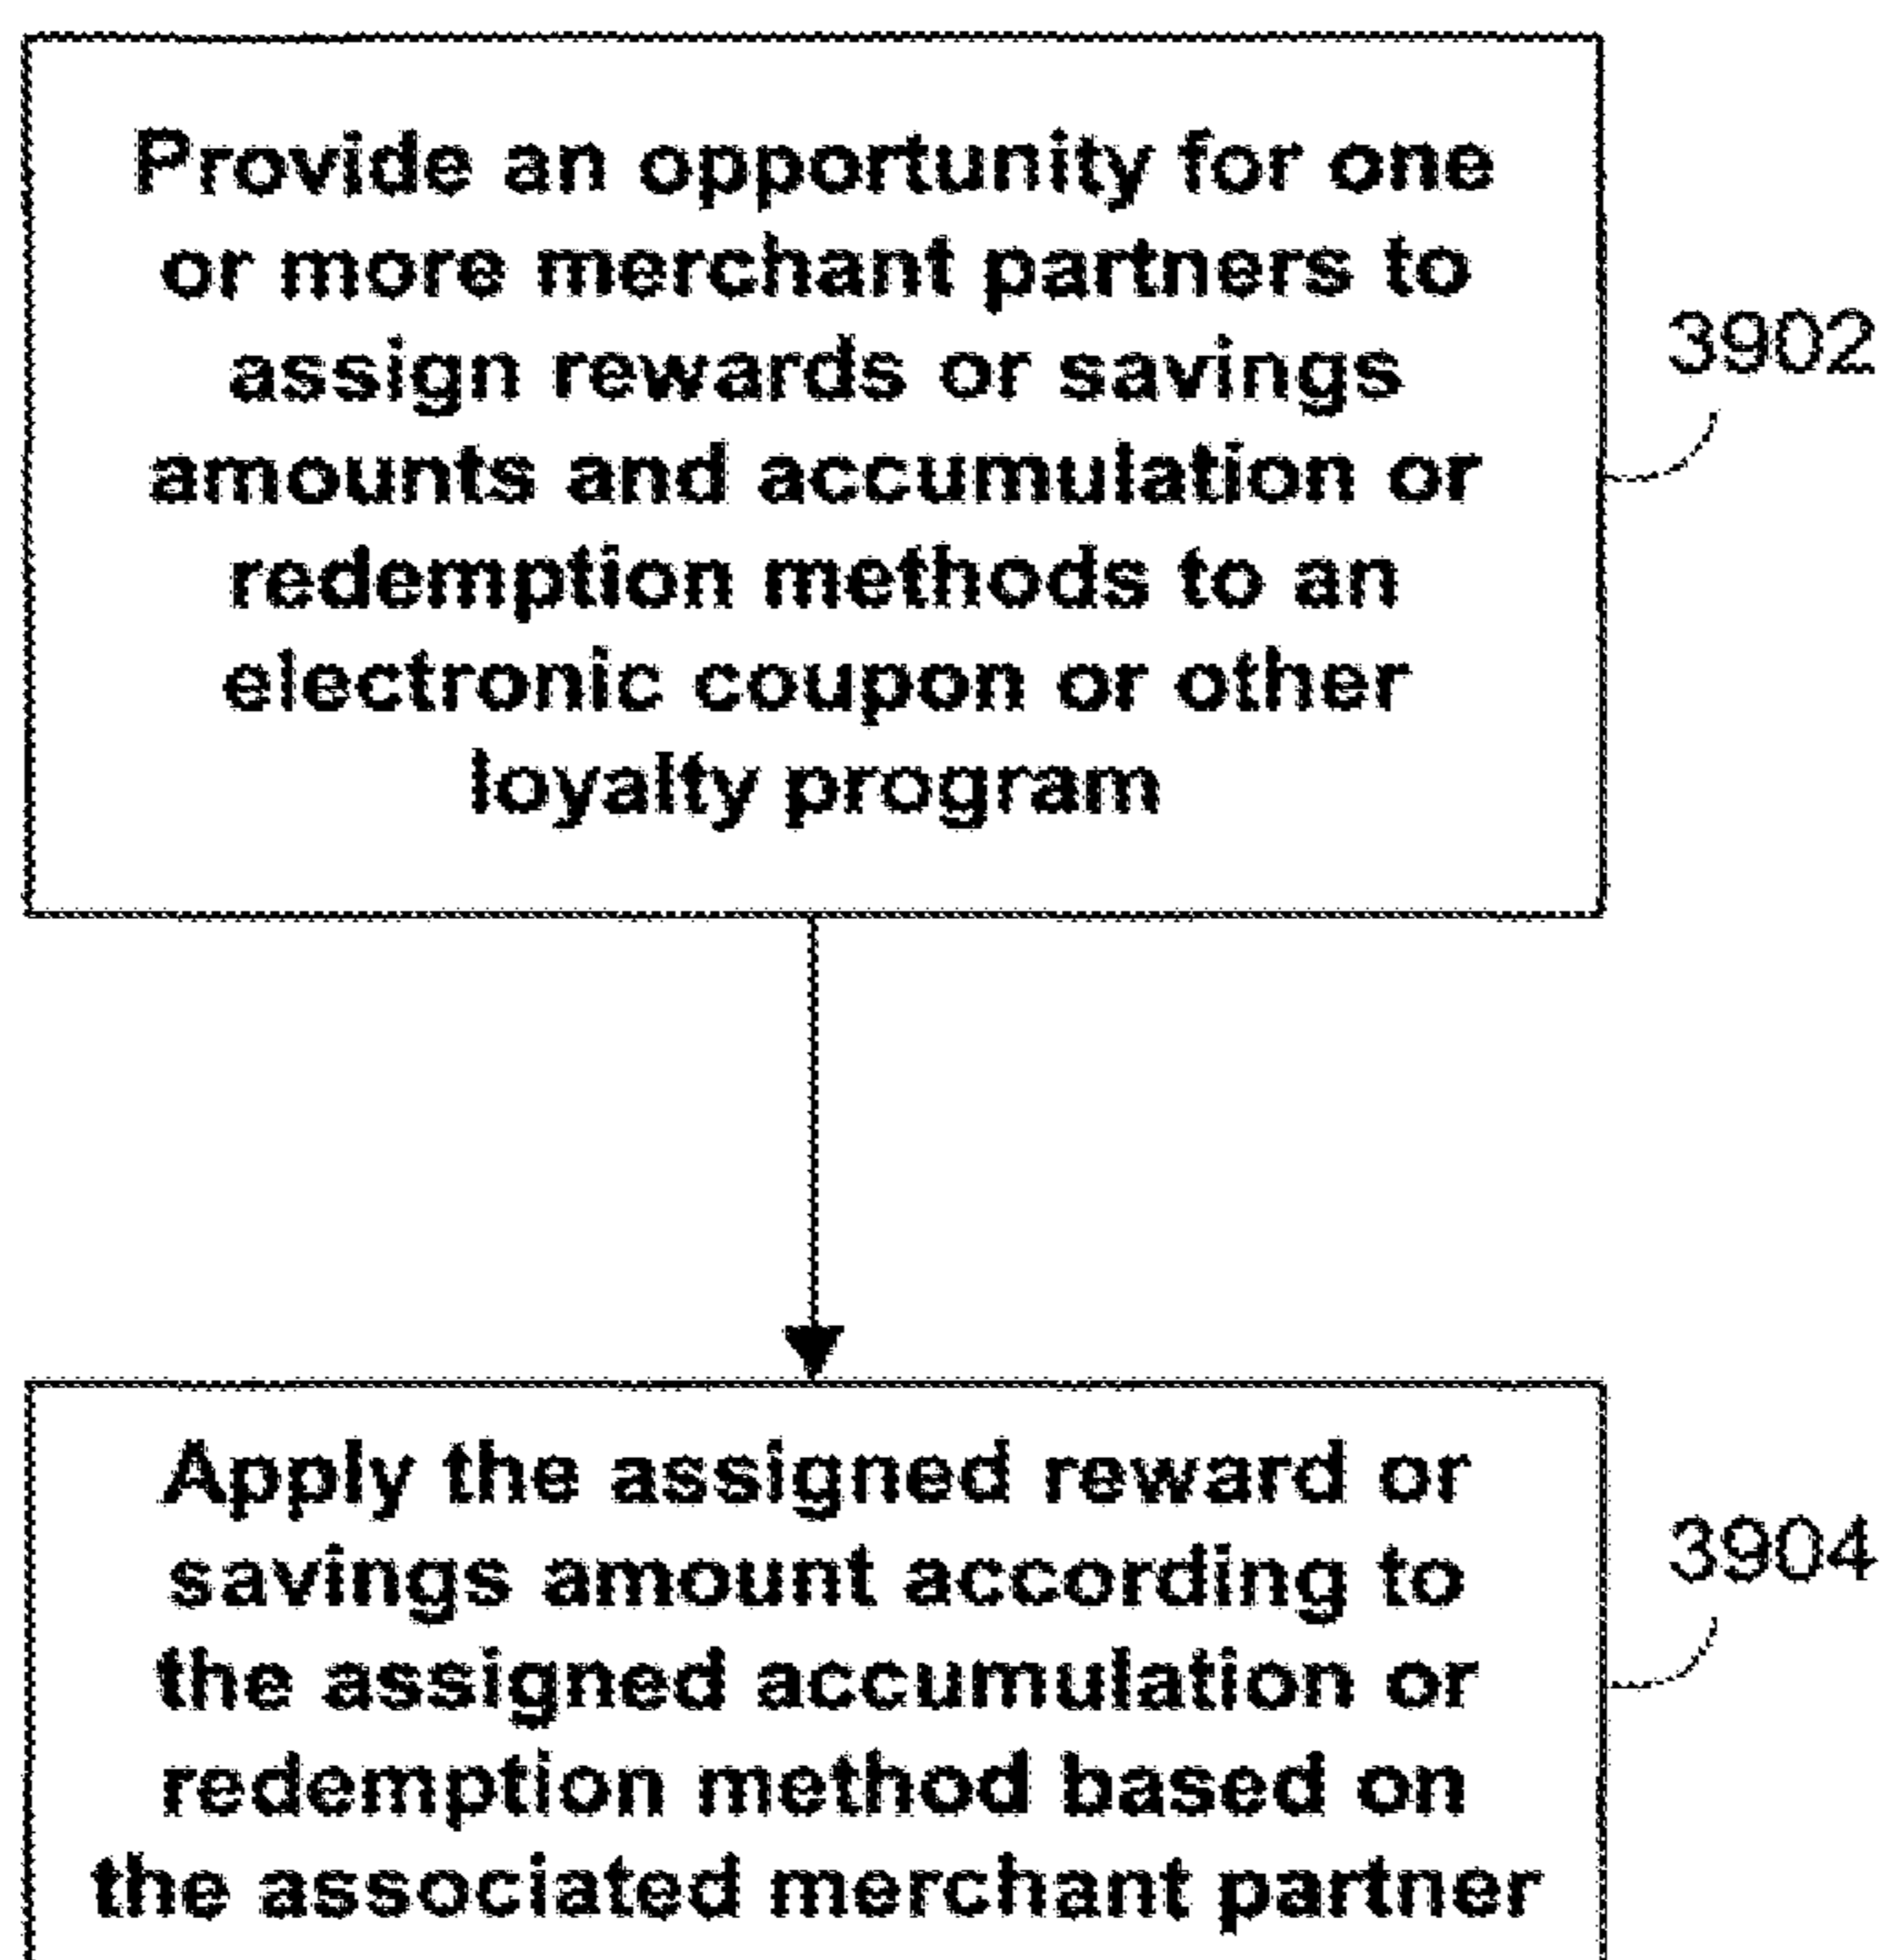 Provide an opportunity for one
or more merchant partners to
assign rewards or savings
amounts and accumulation or
redemption methods to an
electronic coupon or other
loyalty program
3902
Apply the assigned reward or
savings amount according to
the assigned accumulation or
redemption method based on
the associated merchant partner
3904